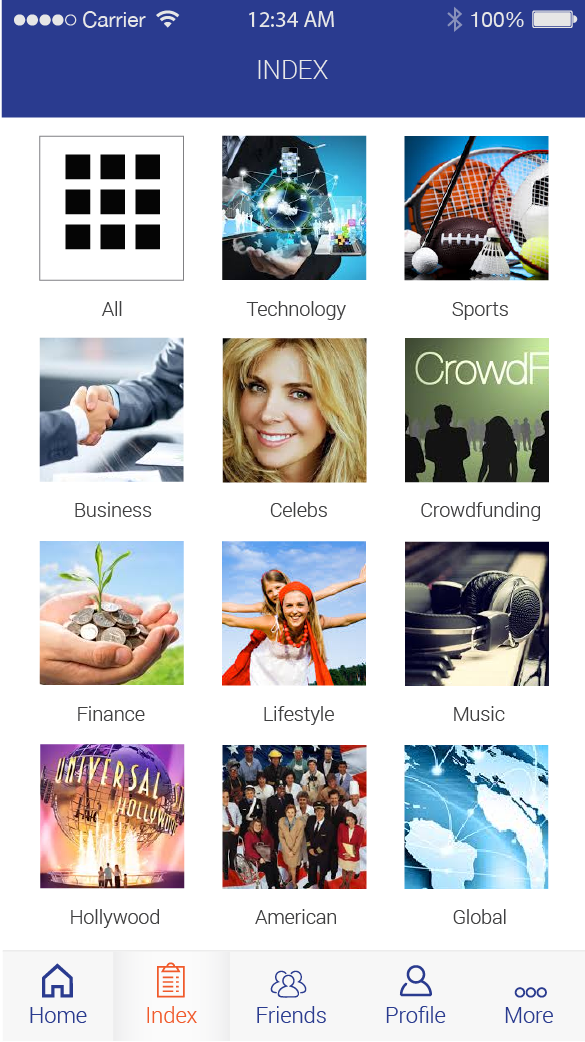 Carrier 12:34 AM 100%
INDEX
All Technology Sports
CrowdF
Business Celebs Crowdfunding
Finance Lifestyle Music
UNIVERSAL
HOLLYWOOD
Hollywood American Global
Home Index Friends Profile More